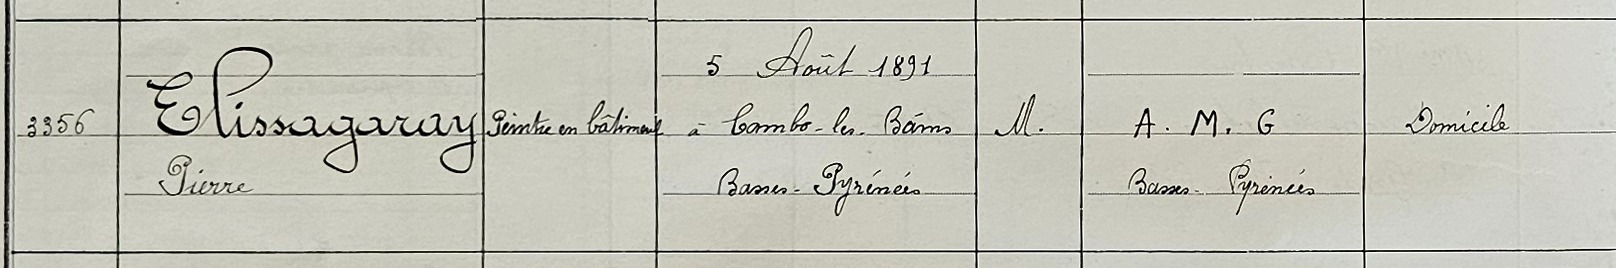 5 Août 1891
3356 Elissagaray Peintre en bâtiment à Cambo-les-Bains M. A. M. G Domicile
Pierre Basses-Pyrénées Basses-Pyrénées